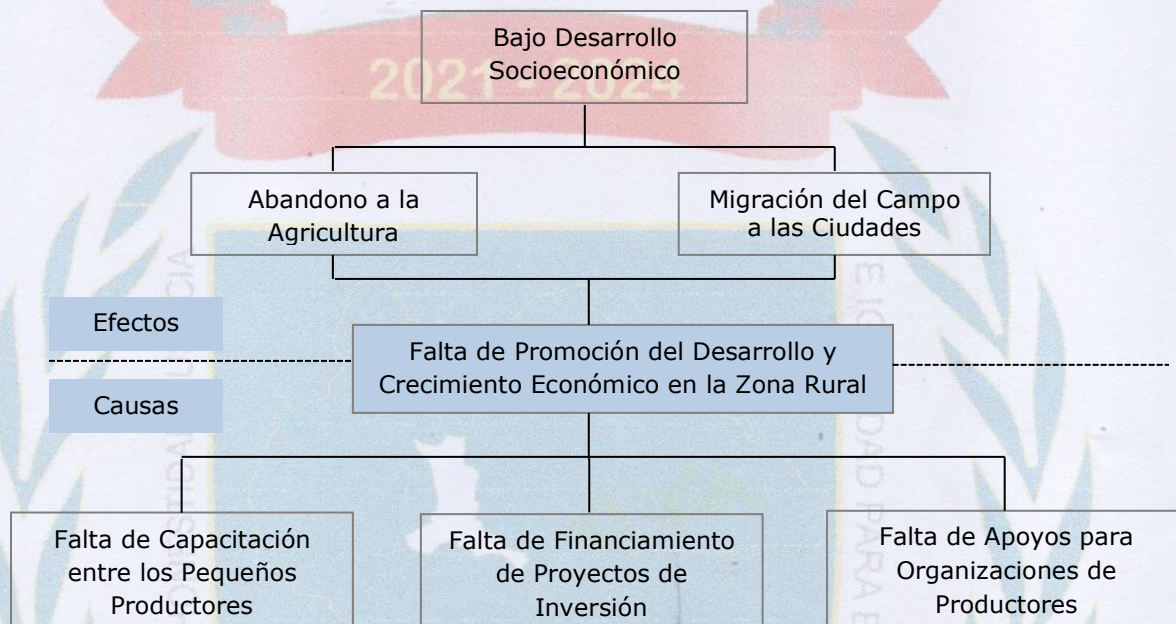 2021 - 2024
Bajo Desarrollo
Socioeconómico
Abandono a la
Agricultura
Migración del Campo
a las Ciudades
Efectos
Falta de Promoción del Desarrollo y
Crecimiento Económico en la Zona Rural
Causas
Falta de Capacitación
entre los Pequeños
Productores
Falta de Financiamiento
de Proyectos de
Inversión
Falta de Apoyos para
Organizaciones de
Productores